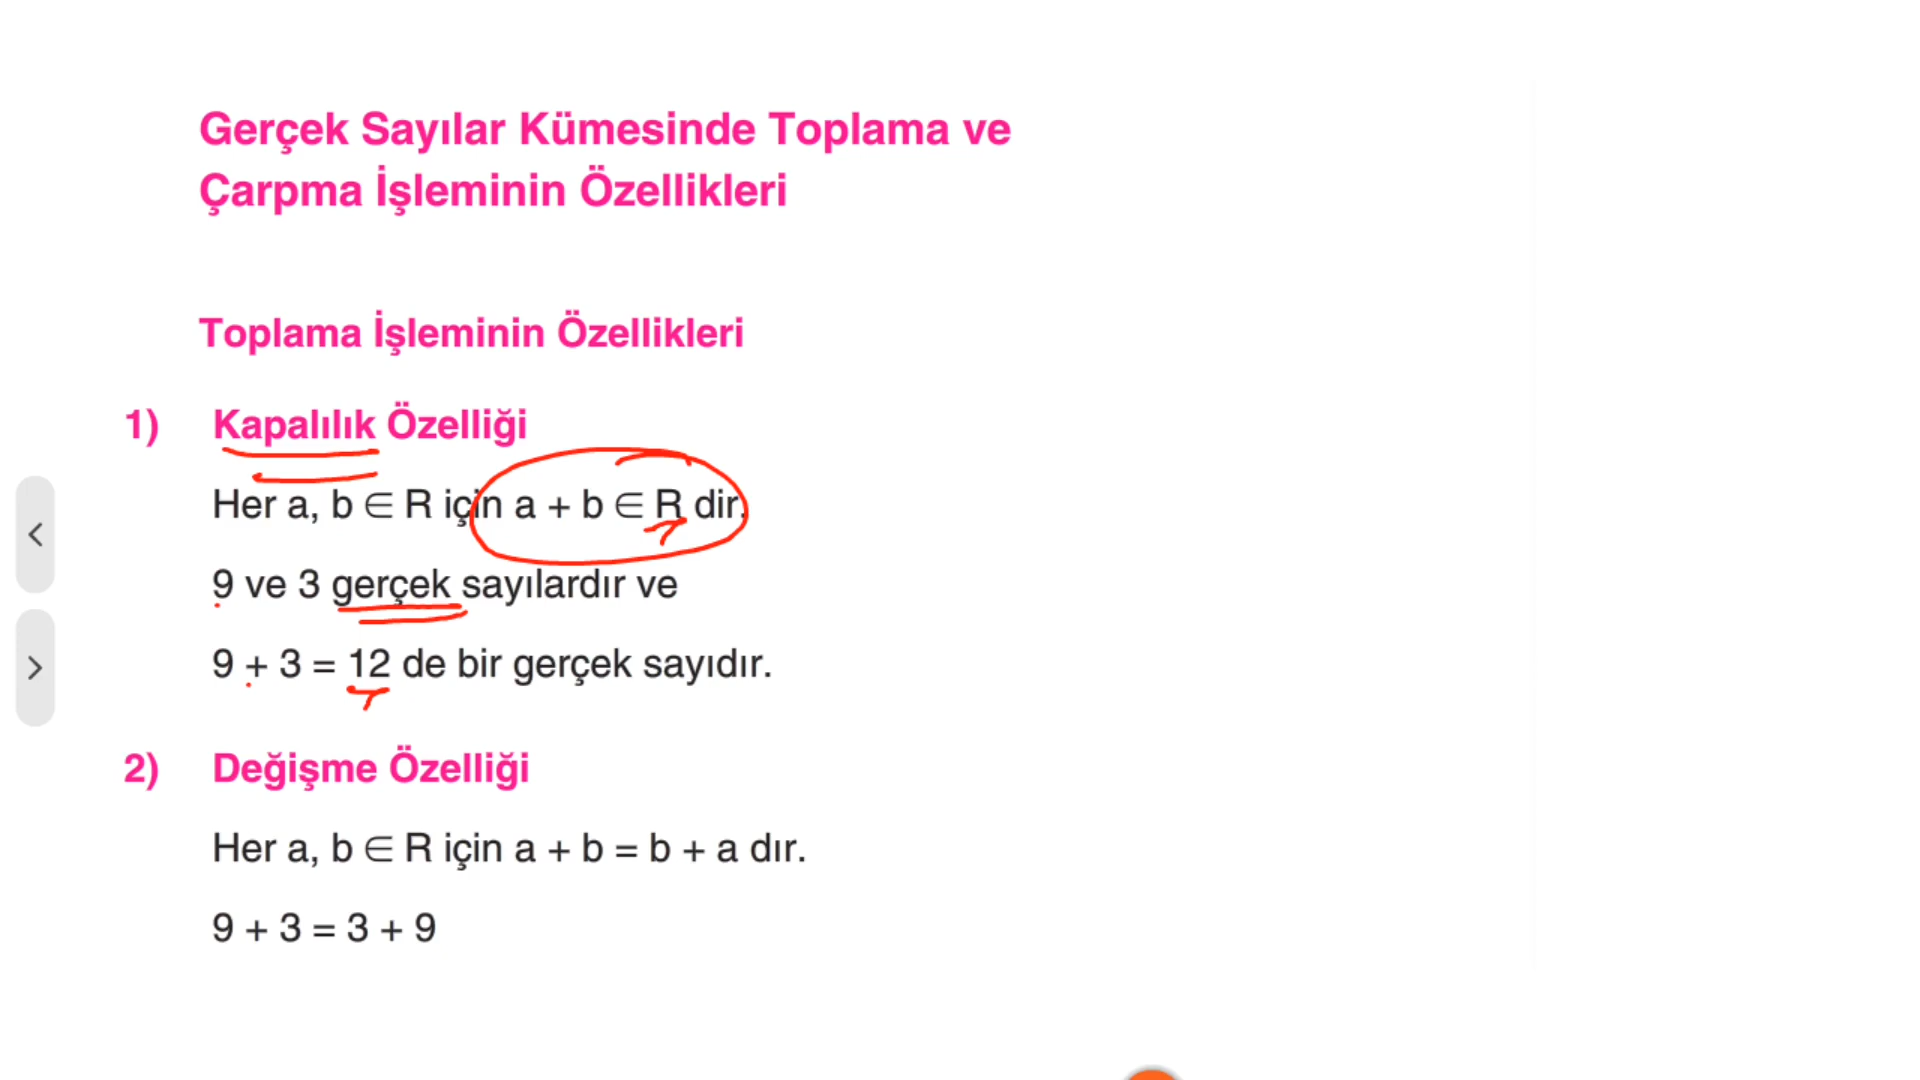 Gerçek Sayılar Kümesinde Toplama ve
Çarpma İşleminin Özellikleri
Toplama İşleminin Özellikleri
1) Kapalılık Özelliği
Her a, b ∈ R için a + b ∈ R dir.
9 ve 3 gerçek sayılardır ve
9 + 3 = 12 de bir gerçek sayıdır.
2) Değişme Özelliği
Her a, b ∈ R için a + b = b + a dır.
9 + 3 = 3 + 9